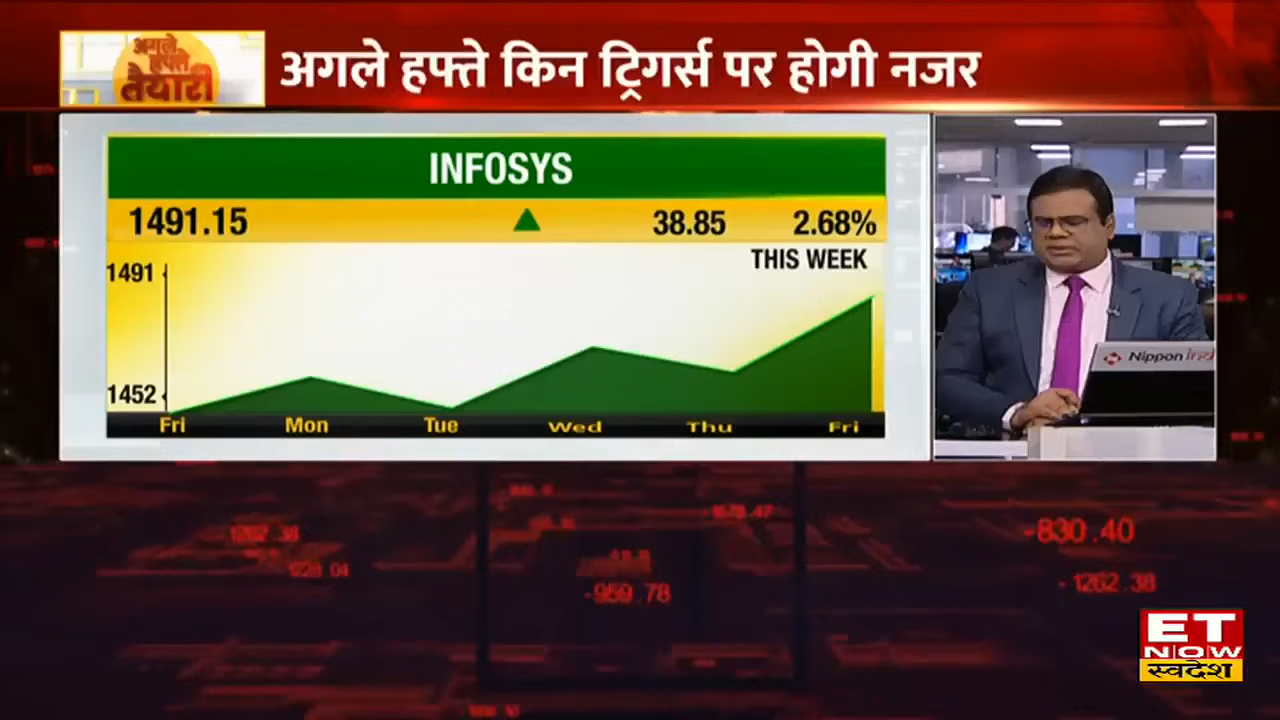 अगले
हफ्ते
की
तैयारी
अगले हफ्ते किन ट्रिगर्स पर होगी नजर
INFOSYS
1491.15 ▲ 38.85 2.68%
THIS WEEK
1491
1452
Fri Mon Tue Wed Thu Fri
Nippon Ind
-830.40
-1262.38
-959.78
ET
NOW
स्वदेश